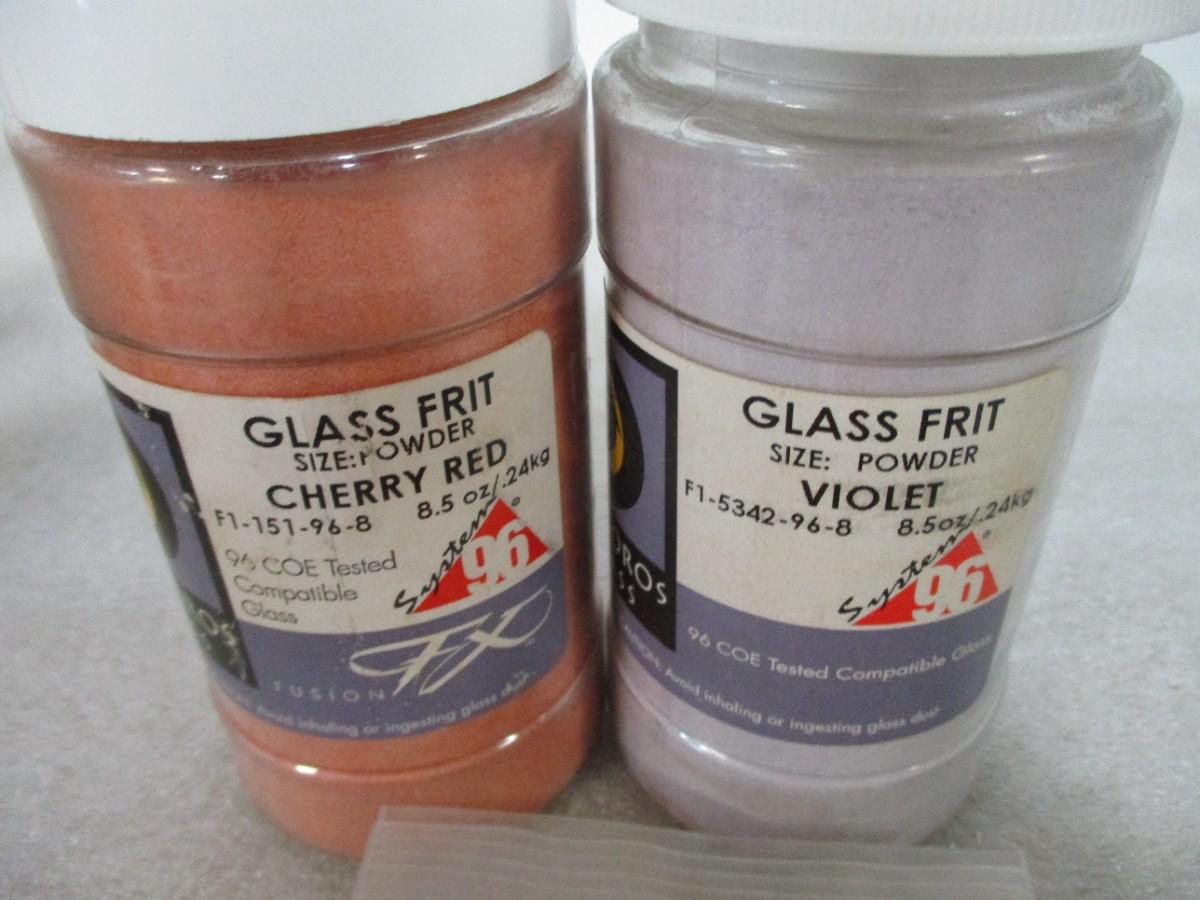 GLASS FRIT
SIZE: POWDER
CHERRY RED
F1-151-96-8 8.5 oz/.24kg
96 COE Tested
Compatible
Glass
System 96®
FUSION FX™
Avoid inhaling or ingesting glass dust.
GLASS FRIT
SIZE: POWDER
VIOLET
F1-5342-96-8 8.5oz/.24kg
System 96®
96 COE Tested Compatible Glass
Avoid inhaling or ingesting glass dust